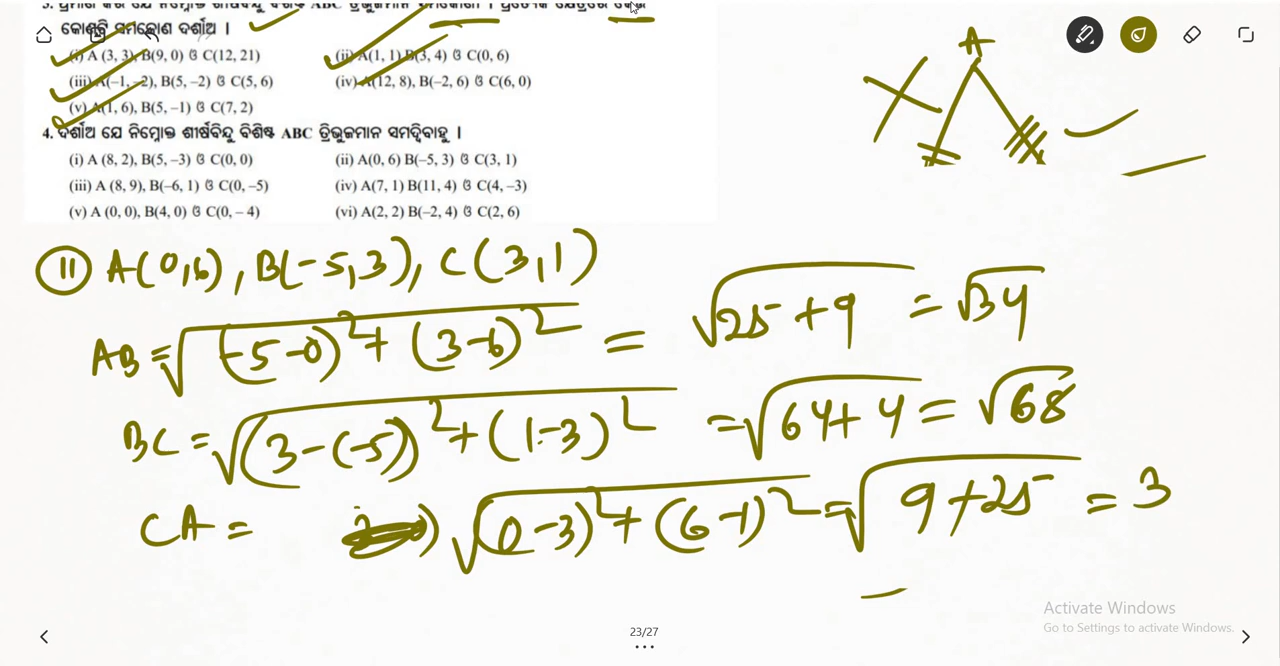 କୋଣଟି ସମକୋଣ ଦର୍ଶାଅ ।
(i) A (3, 3), B(9, 0) ଓ C(12, 21) (ii) A(1, 1) B(3, 4) ଓ C(0, 6)
(iii) A(−1, −2), B(5, −2) ଓ C(5, 6) (iv) A(12, 8), B(−2, 6) ଓ C(6, 0)
(v) A(1, 6), B(5, −1) ଓ C(7, 2)
4. ଦର୍ଶାଅ ଯେ ନିମ୍ନୋକ୍ତ ଶୀର୍ଷବିନ୍ଦୁ ବିଶିଷ୍ଟ ABC ତ୍ରିଭୁଜମାନ ସମଦ୍ବିବାହୁ ।
(i) A (8, 2), B(5, −3) ଓ C(0, 0) (ii) A(0, 6) B(−5, 3) ଓ C(3, 1)
(iii) A (8, 9), B(−6, 1) ଓ C(0, −5) (iv) A(7, 1) B(11, 4) ଓ C(4, −3)
(v) A (0, 0), B(4, 0) ଓ C(0, − 4) (vi) A(2, 2) B(−2, 4) ଓ C(2, 6)
A
II A(0,6), B(−5,3), C(3,1)
AB = √(−5−0)² + (3−6)² = √25+9 = √34
BC = √(3−(−5))² + (1−3)² = √64+4 = √68
CA = √(0−3)² + (6−1)² = √9+25 = 3
Activate Windows
Go to Settings to activate Windows.
23/27